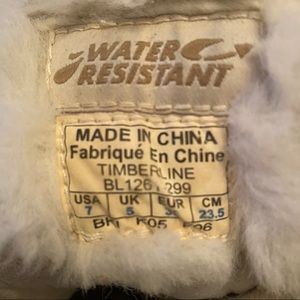 WATER
RESISTANT
MADE IN CHINA
Fabriqué En Chine
TIMBERLINE
USA UK EUR CM
7 5 23.5